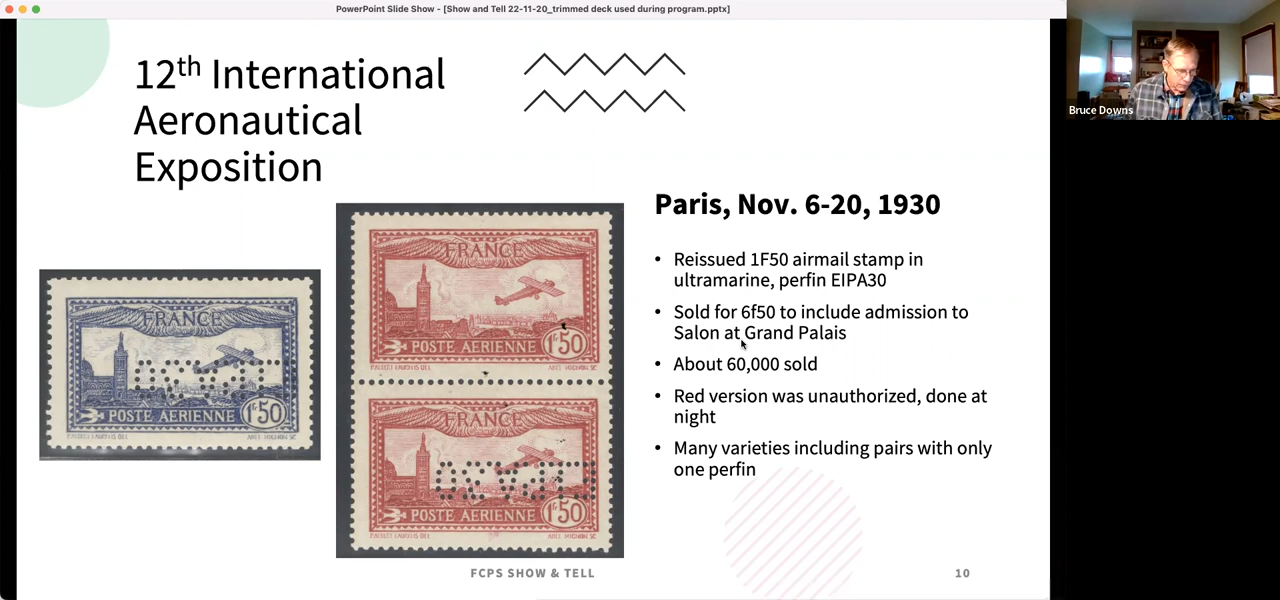 PowerPoint Slide Show - [Show and Tell 22-11-20_trimmed deck used during program.pptx]
Bruce Downs
12th International
Aeronautical
Exposition
Paris, Nov. 6-20, 1930
• Reissued 1F50 airmail stamp in
ultramarine, perfin EIPA30
• Sold for 6f50 to include admission to
Salon at Grand Palais
• About 60,000 sold
• Red version was unauthorized, done at
night
• Many varieties including pairs with only
one perfin
FRANCE
POSTE AÉRIENNE 1F50
FRANCE
POSTE AÉRIENNE 1F50
FRANCE
POSTE AÉRIENNE 1F50
FCPS SHOW & TELL
10